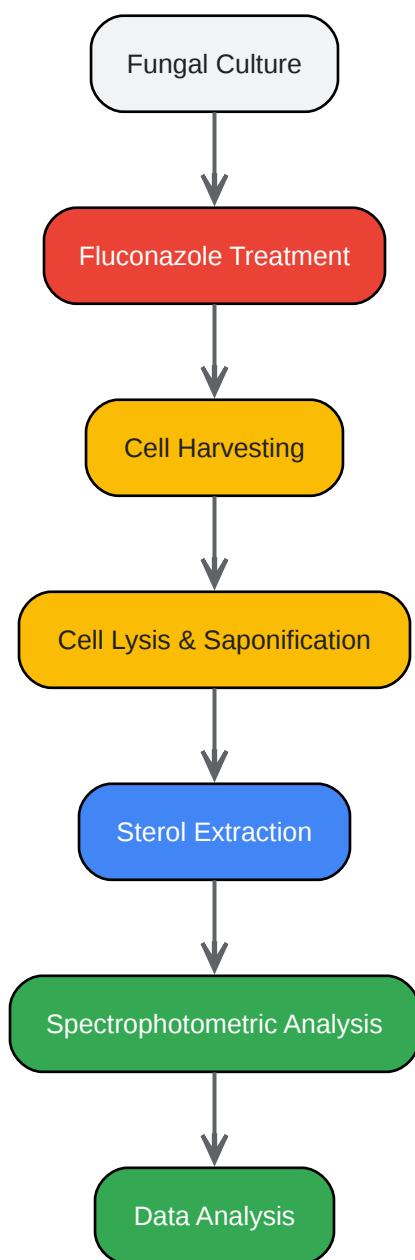 Fungal Culture
Fluconazole Treatment
Cell Harvesting
Cell Lysis & Saponification
Sterol Extraction
Spectrophotometric Analysis
Data Analysis